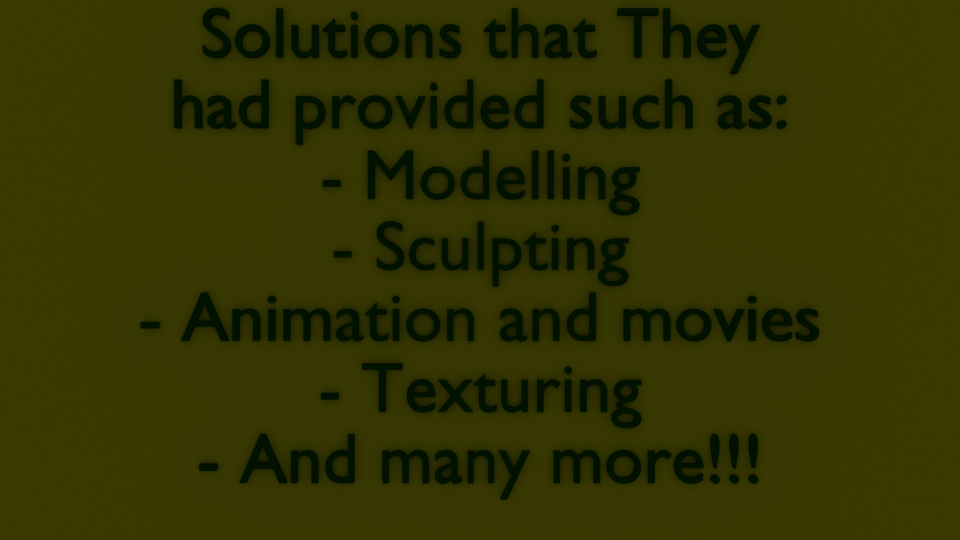 Solutions that They
had provided such as:
- Modelling
- Sculpting
- Animation and movies
- Texturing
- And many more!!!